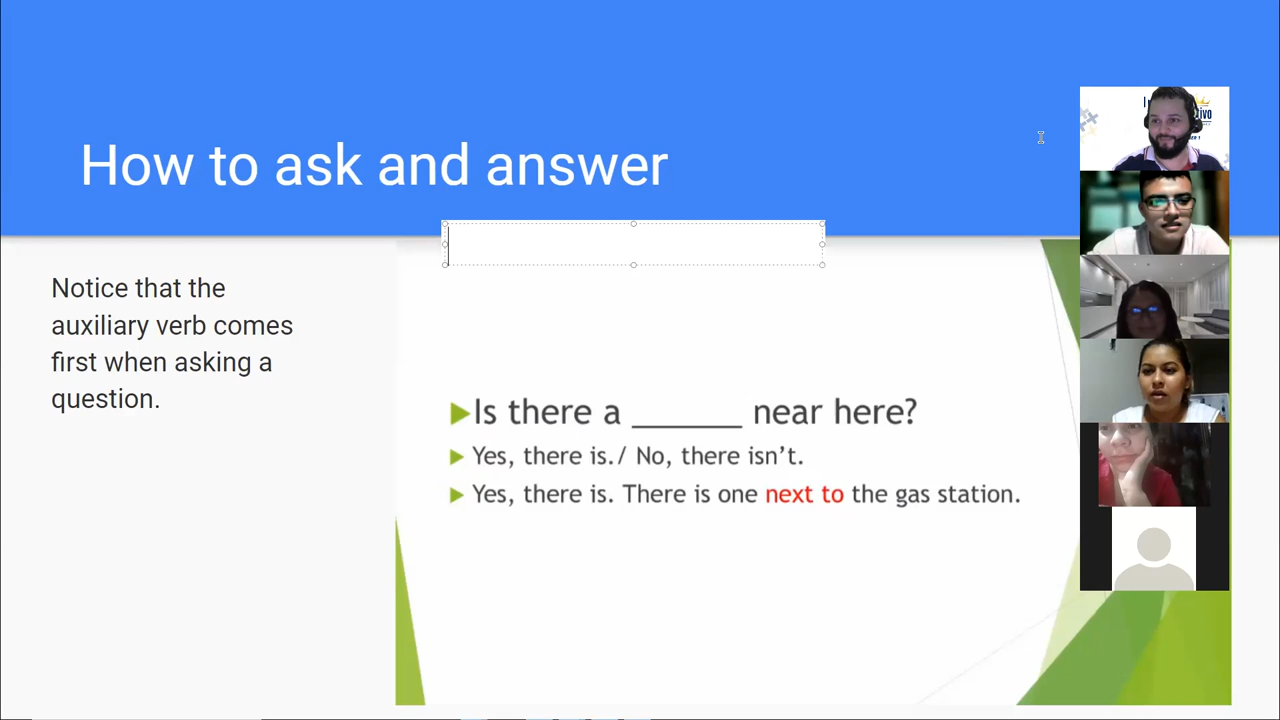 How to ask and answer
Notice that the
auxiliary verb comes
first when asking a
question.
Is there a ______ near here?
Yes, there is./ No, there isn't.
Yes, there is. There is one next to the gas station.